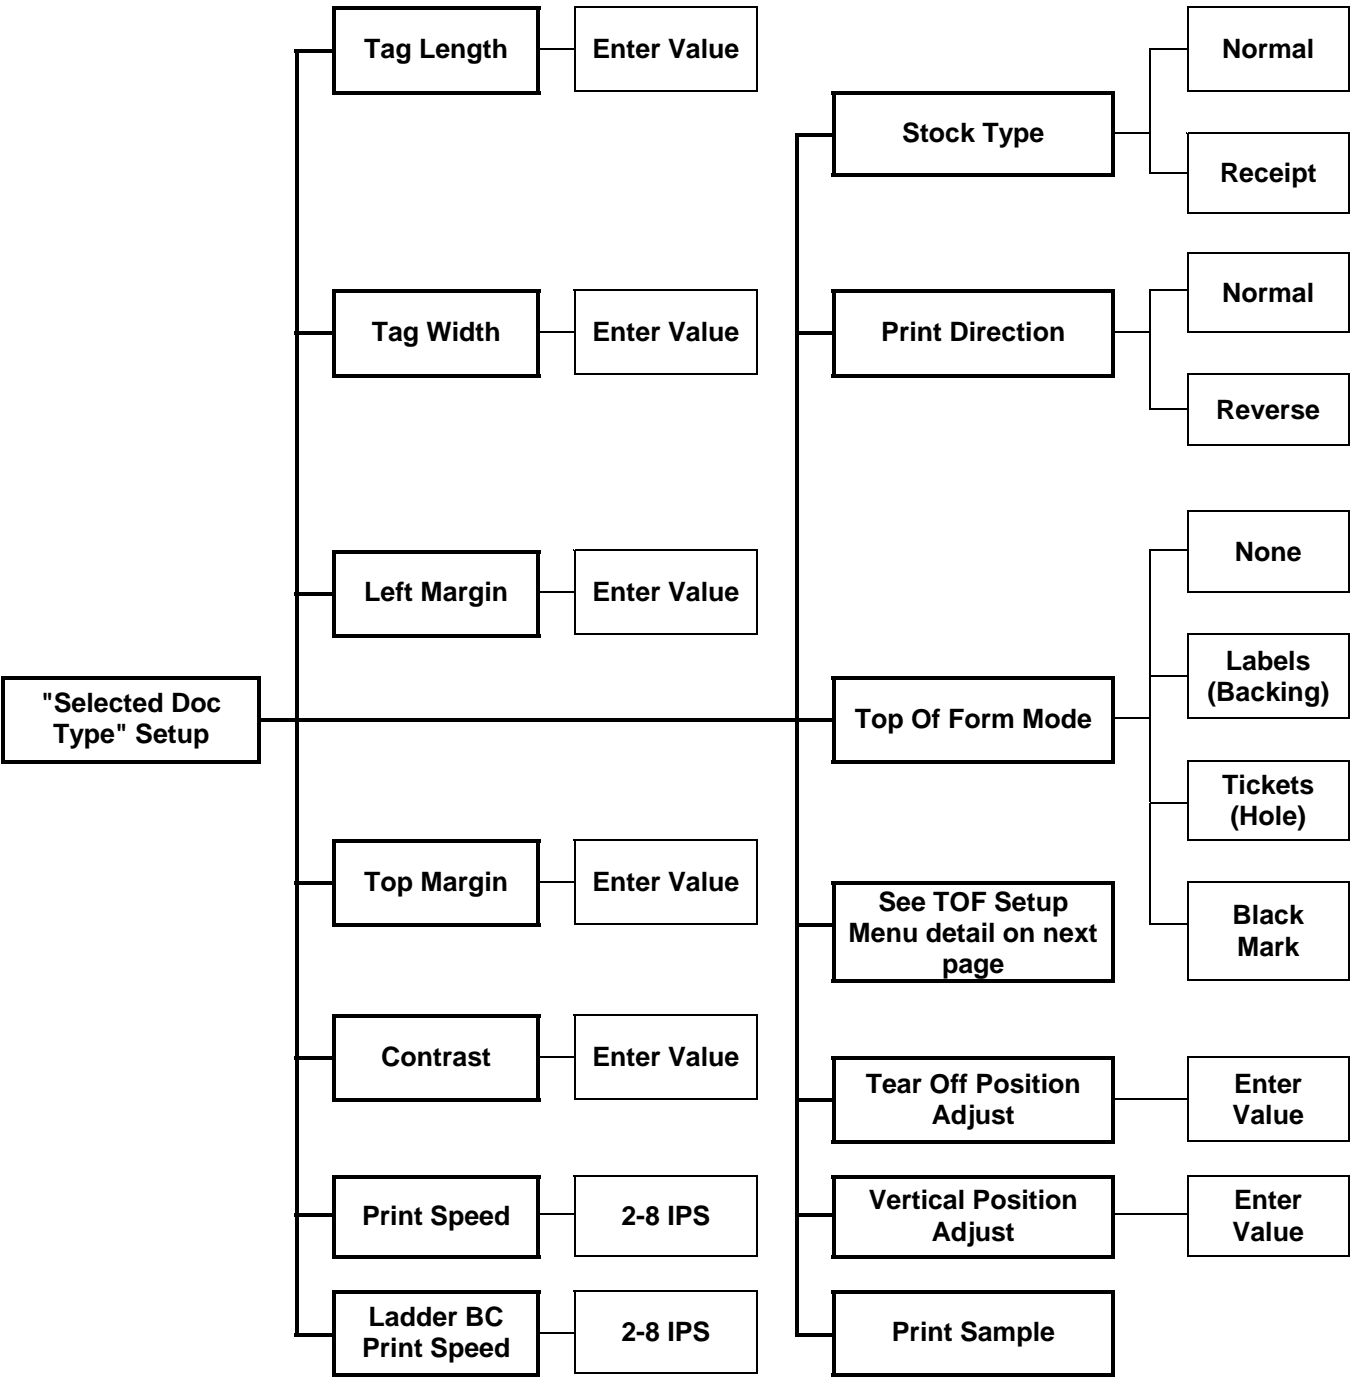 "Selected Doc
Type" Setup
Tag Length
Enter Value
Tag Width
Enter Value
Left Margin
Enter Value
Top Margin
Enter Value
Contrast
Enter Value
Print Speed
2-8 IPS
Ladder BC
Print Speed
2-8 IPS
Stock Type
Normal
Receipt
Print Direction
Normal
Reverse
Top Of Form Mode
None
Labels
(Backing)
Tickets
(Hole)
Black
Mark
See TOF Setup
Menu detail on next
page
Tear Off Position
Adjust
Enter
Value
Vertical Position
Adjust
Enter
Value
Print Sample